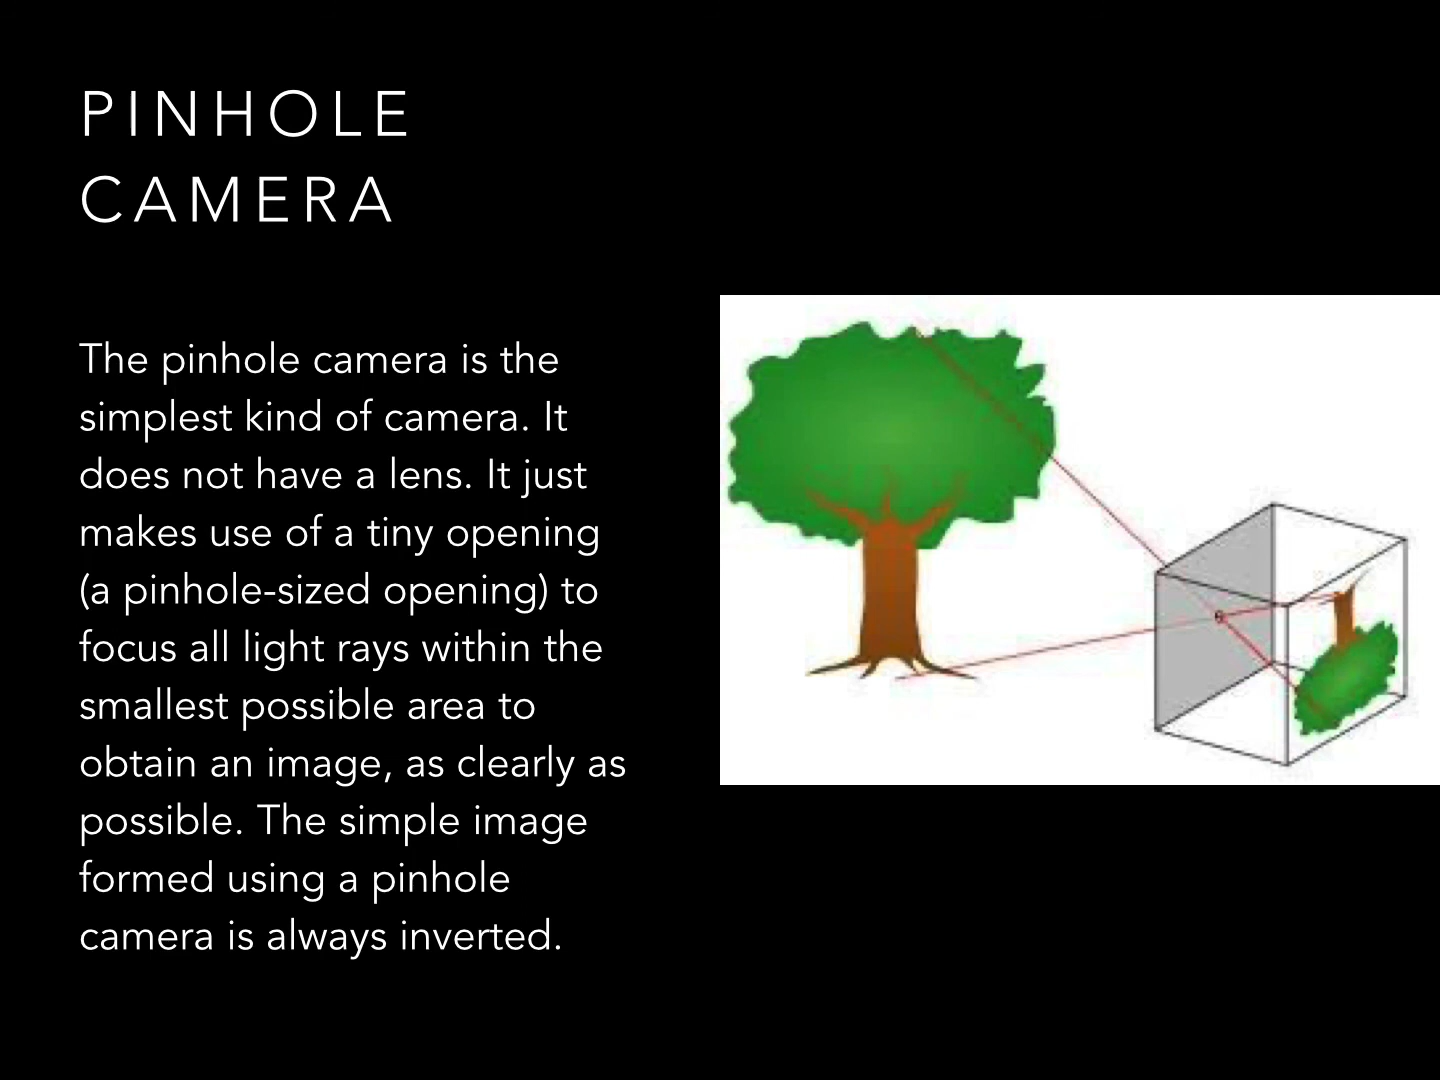 PINHOLE
CAMERA
The pinhole camera is the
simplest kind of camera. It
does not have a lens. It just
makes use of a tiny opening
(a pinhole-sized opening) to
focus all light rays within the
smallest possible area to
obtain an image, as clearly as
possible. The simple image
formed using a pinhole
camera is always inverted.